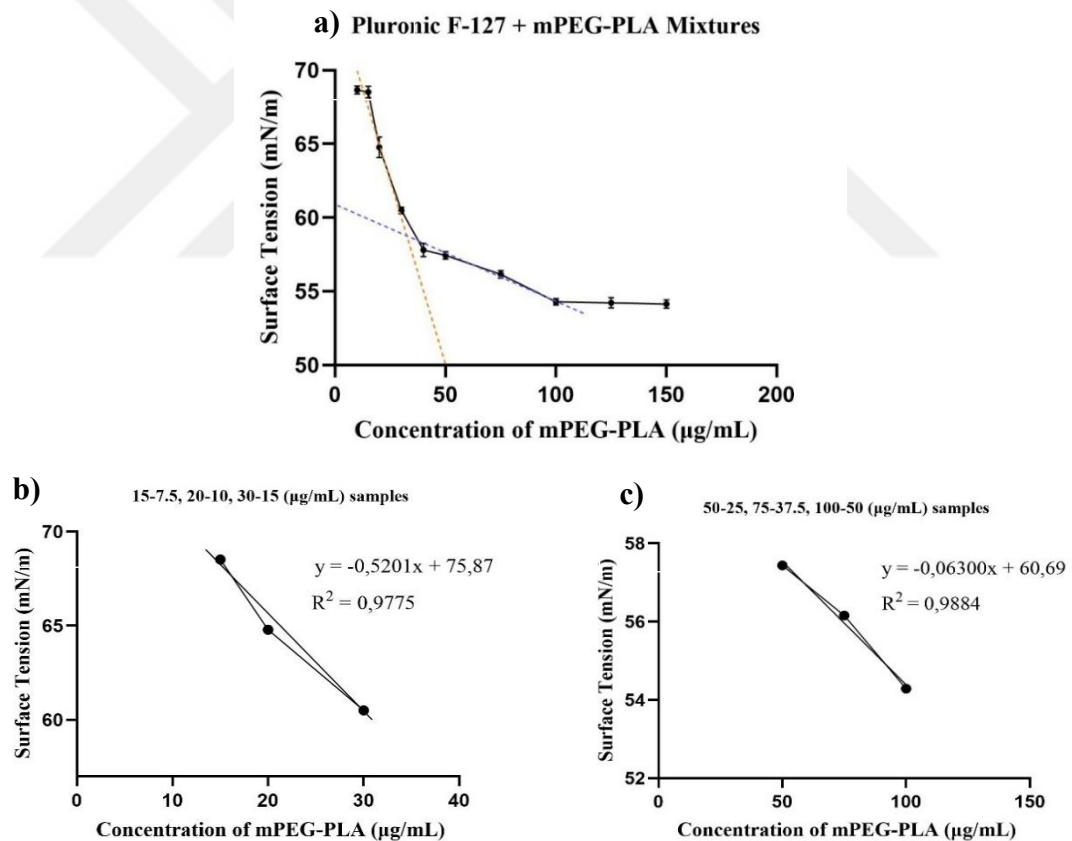 a) Pluronic F-127 + mPEG-PLA Mixtures
Surface Tension (mN/m)
70
65
60
55
50
0
50
100
150
200
Concentration of mPEG-PLA (µg/mL)
b)
15-7.5, 20-10, 30-15 (µg/mL) samples
Surface Tension (mN/m)
70
65
60
y = -0,5201x + 75,87
R² = 0,9775
0
10
20
30
40
Concentration of mPEG-PLA (µg/mL)
c)
50-25, 75-37.5, 100-50 (µg/mL) samples
Surface Tension (mN/m)
58
56
54
52
y = -0,06300x + 60,69
R² = 0,9884
0
50
100
150
Concentration of mPEG-PLA (µg/mL)